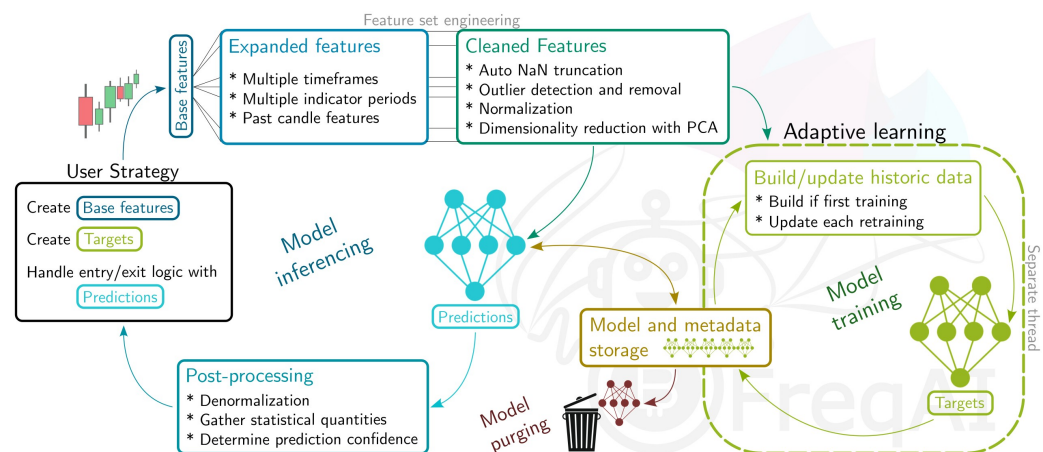 Feature set engineering
Base features
Expanded features
* Multiple timeframes
* Multiple indicator periods
* Past candle features
Cleaned Features
* Auto NaN truncation
* Outlier detection and removal
* Normalization
* Dimensionality reduction with PCA
Adaptive learning
Build/update historic data
* Build if first training
* Update each retraining
Separate thread
Model
training
Targets
User Strategy
Create Base features
Create Targets
Handle entry/exit logic with
Predictions
Model
inferencing
Predictions
Model and metadata
storage
Post-processing
* Denormalization
* Gather statistical quantities
* Determine prediction confidence
Model
purging
FreqAI